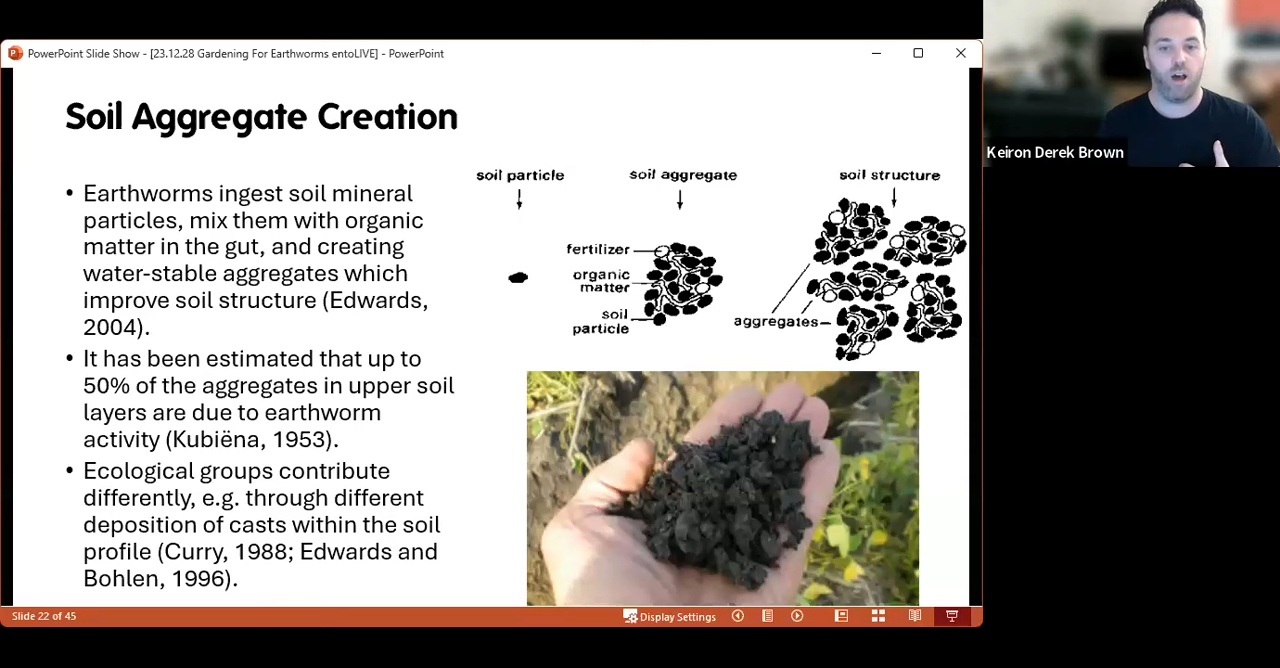 PowerPoint Slide Show - [23.12.28 Gardening For Earthworms entoLIVE] - PowerPoint
Keiron Derek Brown
Soil Aggregate Creation
• Earthworms ingest soil mineral
particles, mix them with organic
matter in the gut, and creating
water-stable aggregates which
improve soil structure (Edwards,
2004).
• It has been estimated that up to
50% of the aggregates in upper soil
layers are due to earthworm
activity (Kubiëna, 1953).
• Ecological groups contribute
differently, e.g. through different
deposition of casts within the soil
profile (Curry, 1988; Edwards and
Bohlen, 1996).
soil particle
soil aggregate
soil structure
fertilizer
organic
matter
soil
particle
aggregates
Slide 22 of 45
Display Settings